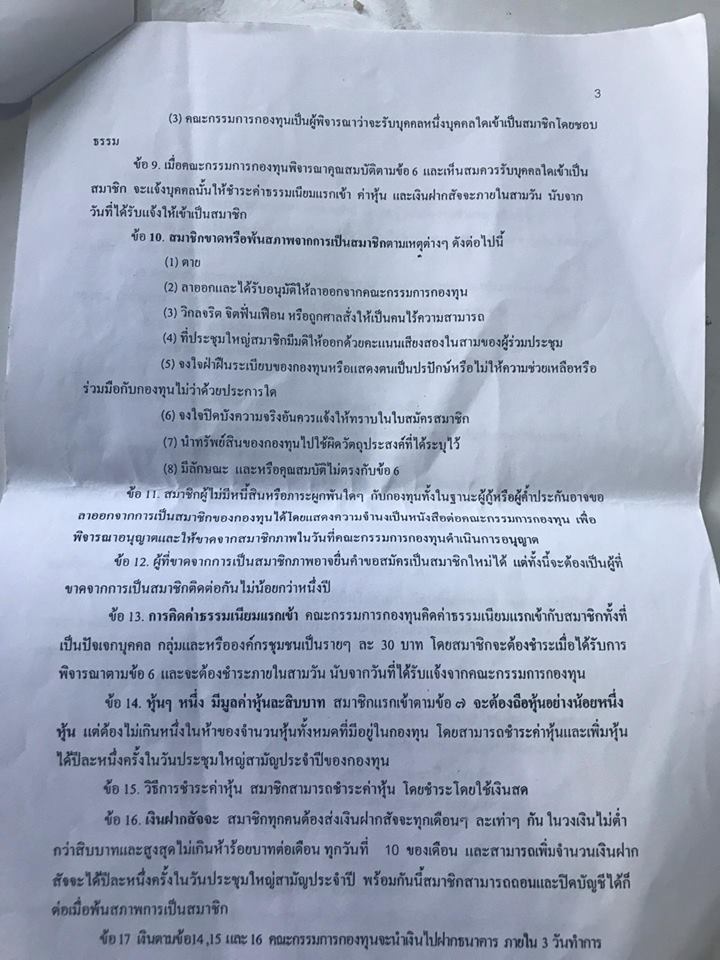 3
(3) คณะกรรมการกองทุนเป็นผู้พิจารณาว่าจะรับบุคคลหนึ่งบุคคลใดเข้าเป็นสมาชิกโดยชอบ
ธรรม
ข้อ 9. เมื่อคณะกรรมการกองทุนพิจารณาคุณสมบัติตามข้อ 6 และเห็นสมควรรับบุคคลใดเข้าเป็น
สมาชิก จะแจ้งบุคคลนั้นให้ชำระค่าธรรมเนียมแรกเข้า ค่าหุ้น และเงินฝากสัจจะภายในสามวัน นับจาก
วันที่ได้รับแจ้งให้เข้าเป็นสมาชิก
ข้อ 10. สมาชิกขาดหรือพ้นสภาพจากการเป็นสมาชิกตามเหตุต่างๆ ดังต่อไปนี้
(1) ตาย
(2) ลาออกและได้รับอนุมัติให้ลาออกจากคณะกรรมการกองทุน
(3) วิกลจริต จิตฟั่นเฟือน หรือถูกศาลสั่งให้เป็นคนไร้ความสามารถ
(4) ที่ประชุมใหญ่สมาชิกมีมติให้ออกด้วยคะแนนเสียงสองในสามของผู้ร่วมประชุม
(5) จงใจฝ่าฝืนระเบียบของกองทุนหรือแสดงตนเป็นปรปักษ์หรือไม่ให้ความช่วยเหลือหรือ
ร่วมมือกับกองทุนไม่ว่าด้วยประการใด
(6) จงใจปิดบังความจริงอันควรแจ้งให้ทราบในใบสมัครสมาชิก
(7) นำทรัพย์สินของกองทุนไปใช้ผิดวัตถุประสงค์ที่ได้ระบุไว้
(8) มีลักษณะ และหรือคุณสมบัติไม่ตรงกับข้อ 6
ข้อ 11. สมาชิกผู้ไม่มีหนี้สินหรือภาระผูกพันใดๆ กับกองทุนทั้งในฐานะผู้กู้หรือผู้ค้ำประกันอาจขอ
ลาออกจากการเป็นสมาชิกของกองทุนได้โดยแสดงความจำนงเป็นหนังสือต่อคณะกรรมการกองทุน เพื่อ
พิจารณาอนุญาตและให้ขาดจากสมาชิกภาพในวันที่คณะกรรมการกองทุนดำเนินการอนุญาต
ข้อ 12. ผู้ที่ขาดจากการเป็นสมาชิกภาพอาจยื่นคำขอสมัครเป็นสมาชิกใหม่ได้ แต่ทั้งนี้จะต้องเป็นผู้ที่
ขาดจากการเป็นสมาชิกติดต่อกันไม่น้อยกว่าหนึ่งปี
ข้อ 13. การคิดค่าธรรมเนียมแรกเข้า คณะกรรมการกองทุนคิดค่าธรรมเนียมแรกเข้ากับสมาชิกทั้งที่
เป็นปัจเจกบุคคล กลุ่มและหรือองค์กรชุมชนเป็นรายๆ ละ 30 บาท โดยสมาชิกจะต้องชำระเมื่อได้รับการ
พิจารณาตามข้อ 6 และจะต้องชำระภายในสามวัน นับจากวันที่ได้รับแจ้งจากคณะกรรมการกองทุน
ข้อ 14. หุ้นๆ หนึ่ง มีมูลค่าหุ้นละสิบบาท สมาชิกแรกเข้าตามข้อ ๗ จะต้องถือหุ้นอย่างน้อยหนึ่ง
หุ้น แต่ต้องไม่เกินหนึ่งในห้าของจำนวนหุ้นทั้งหมดที่มีอยู่ในกองทุน โดยสามารถชำระค่าหุ้นและเพิ่มหุ้น
ได้ปีละหนึ่งครั้งในวันประชุมใหญ่สามัญประจำปีของกองทุน
ข้อ 15. วิธีการชำระค่าหุ้น สมาชิกสามารถชำระค่าหุ้น โดยชำระโดยใช้เงินสด
ข้อ 16. เงินฝากสัจจะ สมาชิกทุกคนต้องส่งเงินฝากสัจจะทุกเดือนๆ ละเท่าๆ กัน ในวงเงินไม่ต่ำ
กว่าสิบบาทและสูงสุดไม่เกินห้าร้อยบาทต่อเดือน ทุกวันที่ 10 ของเดือน และสามารถเพิ่มจำนวนเงินฝาก
สัจจะได้ปีละหนึ่งครั้งในวันประชุมใหญ่สามัญประจำปี พร้อมกันนี้สมาชิกสามารถถอนและปิดบัญชีได้ก็
ต่อเมื่อพ้นสภาพการเป็นสมาชิก
ข้อ 17 เงินตามข้อ14 ,15 และ 16 คณะกรรมการกองทุนจะนำเงินไปฝากธนาคาร ภายใน 3 วันทำการ